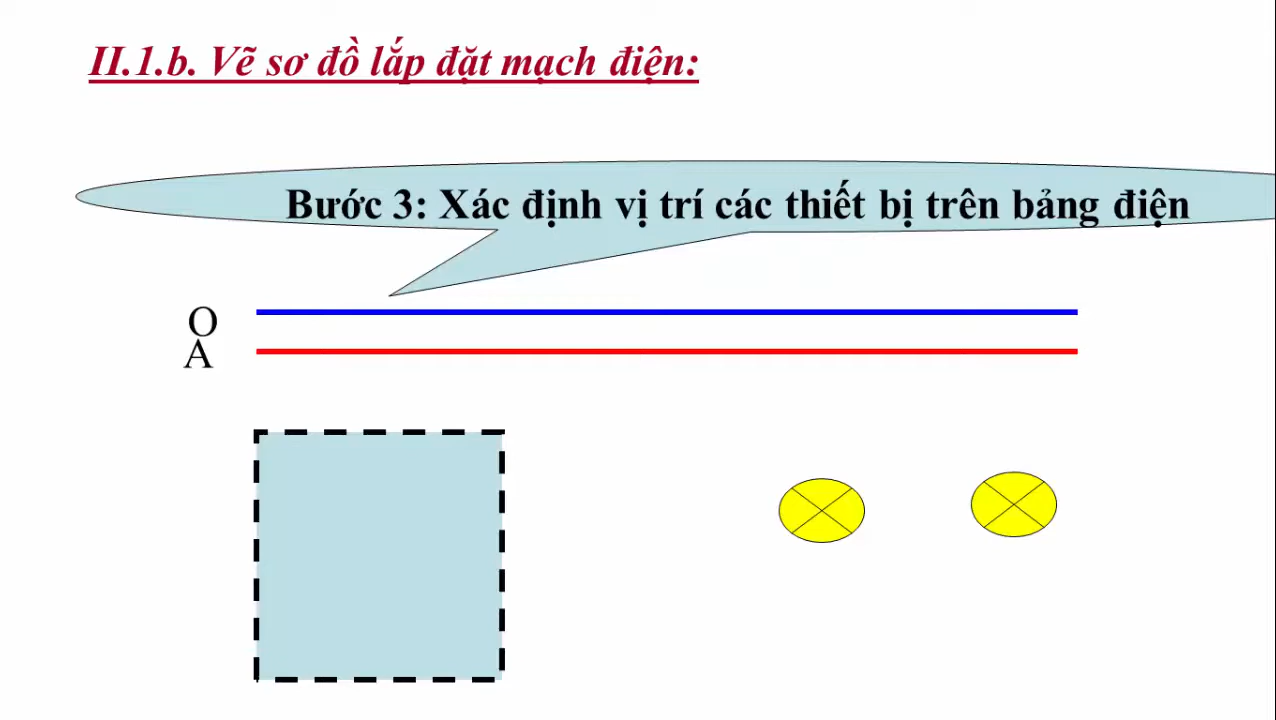 II.1.b. Vẽ sơ đồ lắp đặt mạch điện:
Bước 3: Xác định vị trí các thiết bị trên bảng điện
O
A